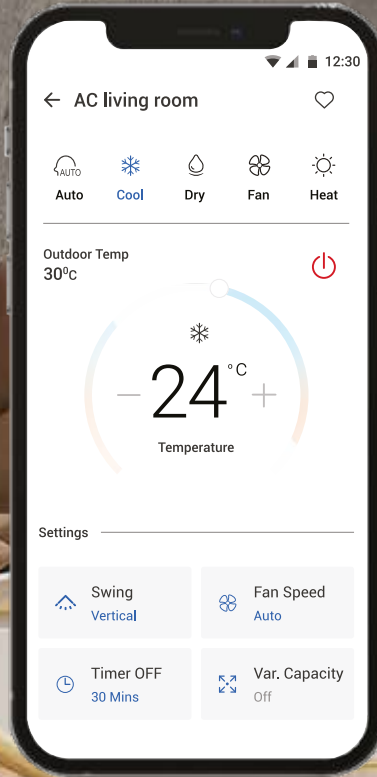 12:30
AC living room
AUTO
Auto Cool Dry Fan Heat
Outdoor Temp
30⁰c
24°C
Temperature
Settings
Swing
Vertical
Fan Speed
Auto
Timer OFF
30 Mins
Var. Capacity
Off